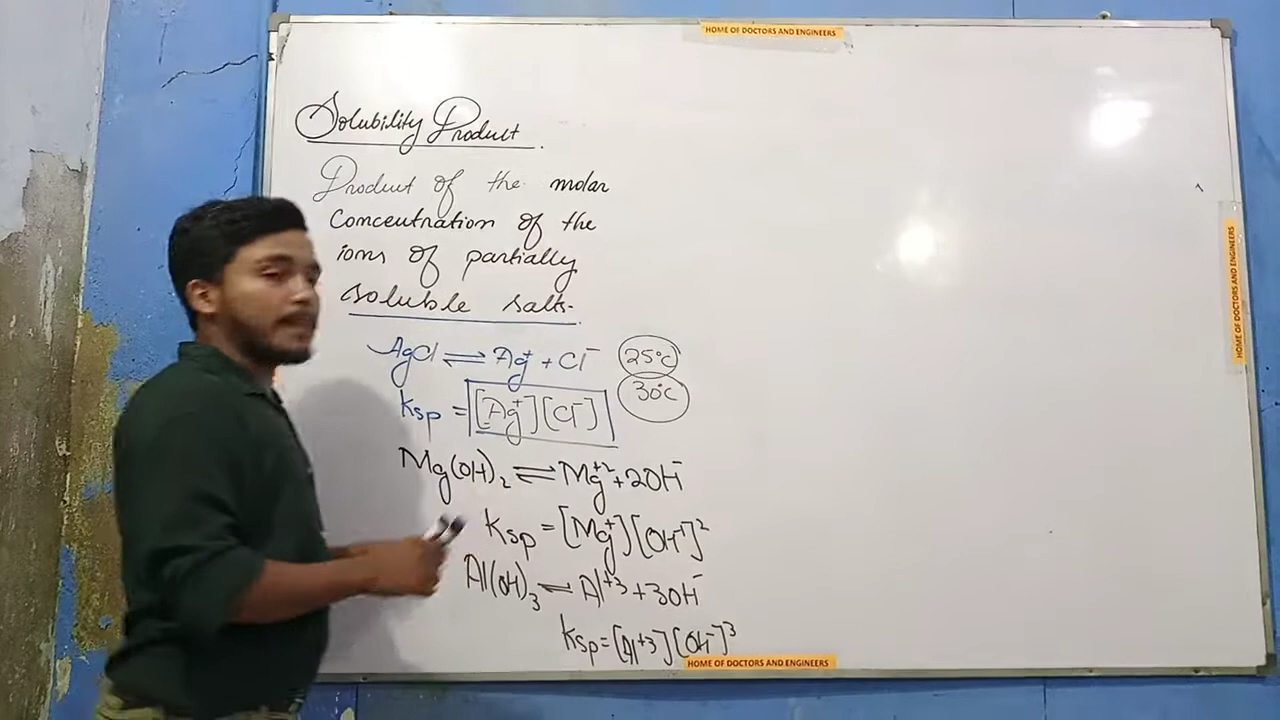 HOME OF DOCTORS AND ENGINEERS
Solubility Product.
Product of the molar
Concentration of the
ions of partially
soluble salts.
AgCl ⇌ Ag⁺ + Cl⁻
25°C
30°C
Ksp = [Ag⁺][Cl⁻]
Mg(OH)₂ ⇌ Mg⁺² + 2OH⁻
Ksp = [Mg⁺][OH⁻]²
Al(OH)₃ ⇌ Al⁺³ + 3OH⁻
Ksp = [Al⁺³][OH⁻]³
HOME OF DOCTORS AND ENGINEERS
HOME OF DOCTORS AND ENGINEERS